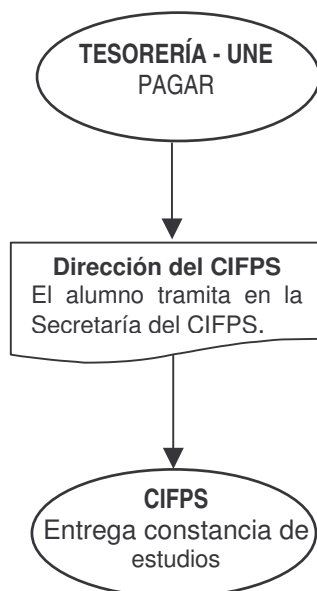 TESORERÍA - UNE
PAGAR
Dirección del CIFPS
El alumno tramita en la
Secretaría del CIFPS.
CIFPS
Entrega constancia de
estudios